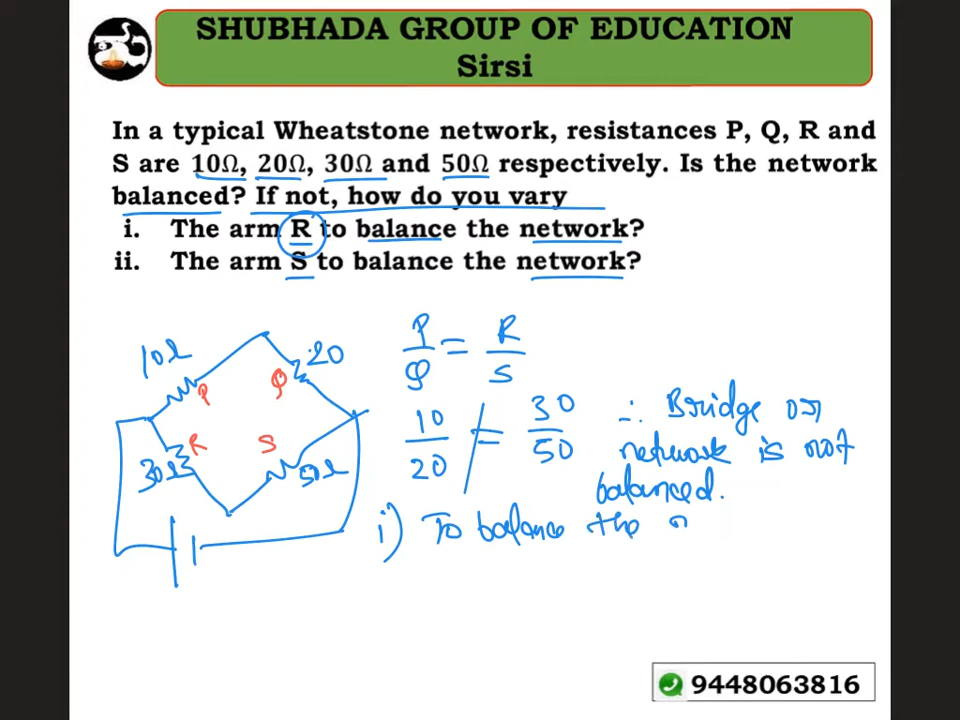 SHUBHADA GROUP OF EDUCATION
Sirsi
In a typical Wheatstone network, resistances P, Q, R and
S are 10Ω, 20Ω, 30Ω and 50Ω respectively. Is the network
balanced? If not, how do you vary
i. The arm R to balance the network?
ii. The arm S to balance the network?
10Ω
20
P
Q
R
S
30Ω
50Ω
P/Q = R/S
10/20 ≠ 30/50
∴ Bridge or
network is not
balanced.
i) To balance the
9448063816